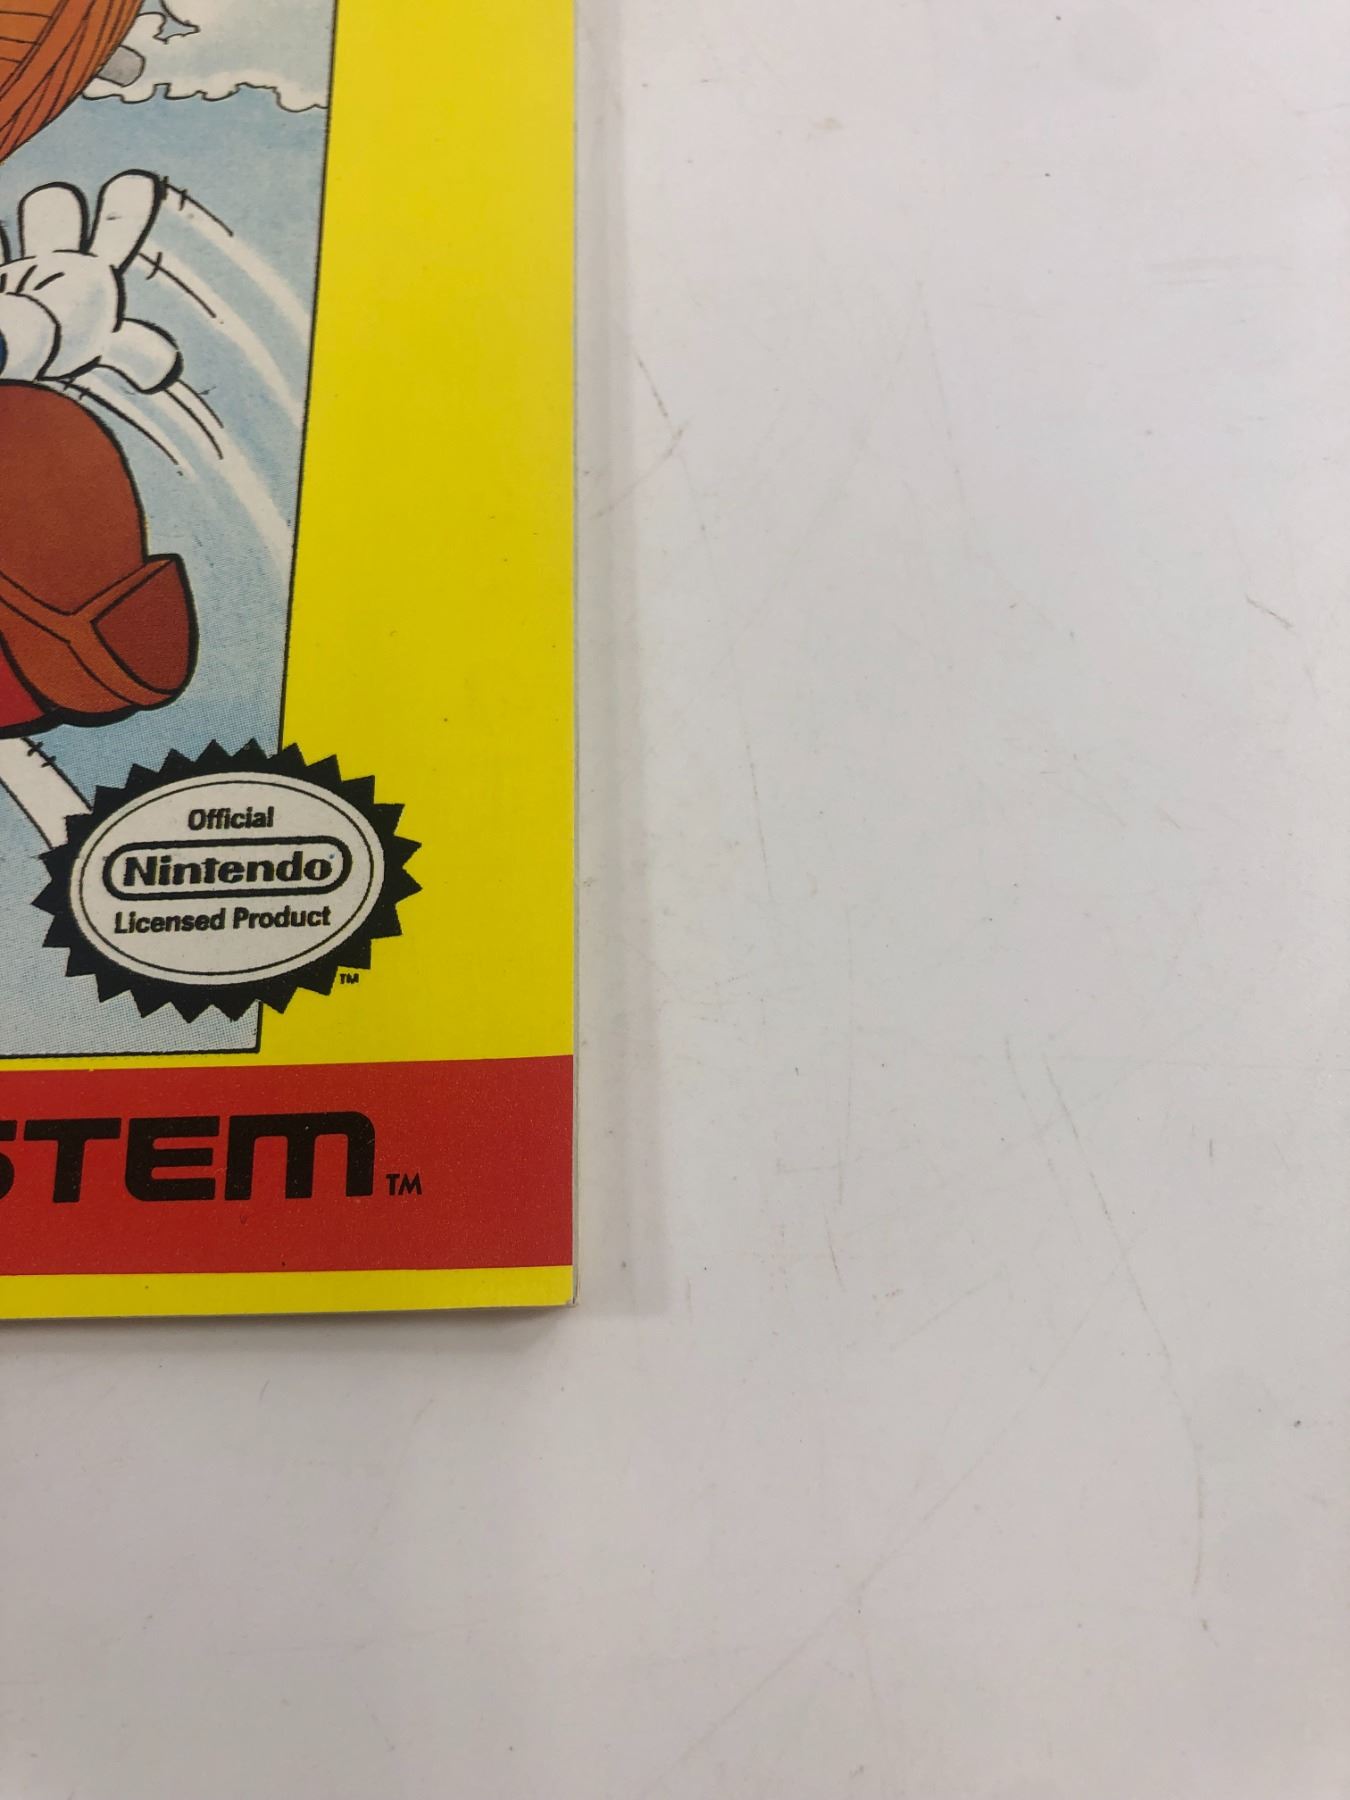 Official
Nintendo
Licensed Product
TM
STEM TM